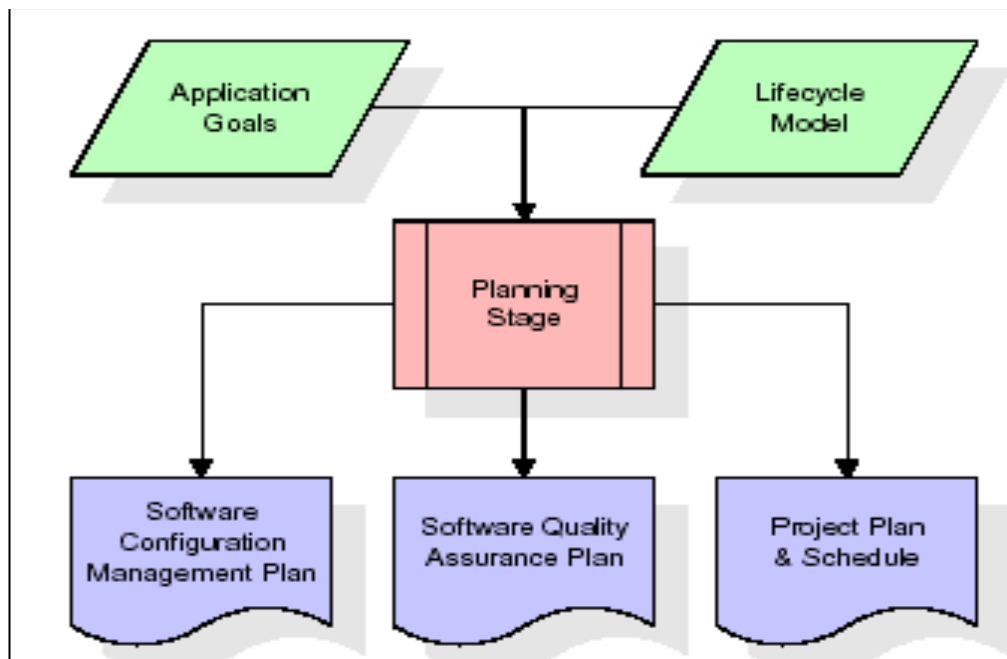 Application
Goals
Lifecycle
Model
Planning
Stage
Software
Configuration
Management Plan
Software Quality
Assurance Plan
Project Plan
& Schedule